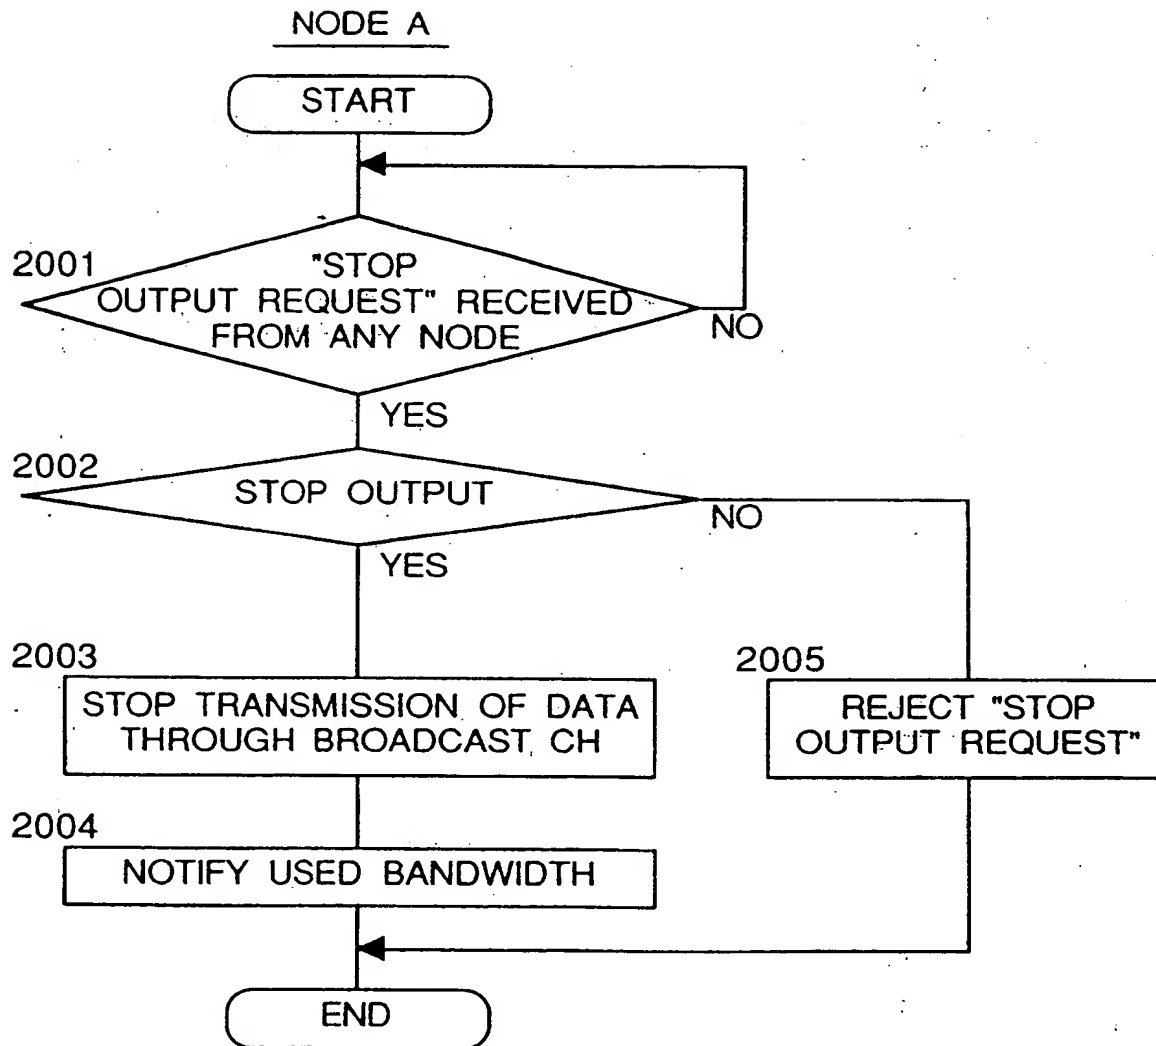 NODE A
START
2001
"STOP
OUTPUT REQUEST" RECEIVED
FROM ANY NODE
NO
YES
2002
STOP OUTPUT
NO
YES
2003
STOP TRANSMISSION OF DATA
THROUGH BROADCAST CH
2005
REJECT "STOP
OUTPUT REQUEST"
2004
NOTIFY USED BANDWIDTH
END